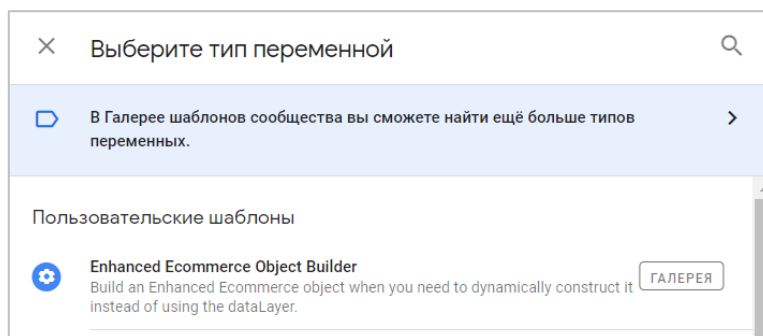 Выберите тип переменной
В Галерее шаблонов сообщества вы сможете найти ещё больше типов
переменных.
Пользовательские шаблоны
Enhanced Ecommerce Object Builder
Build an Enhanced Ecommerce object when you need to dynamically construct it
instead of using the dataLayer.
ГАЛЕРЕЯ